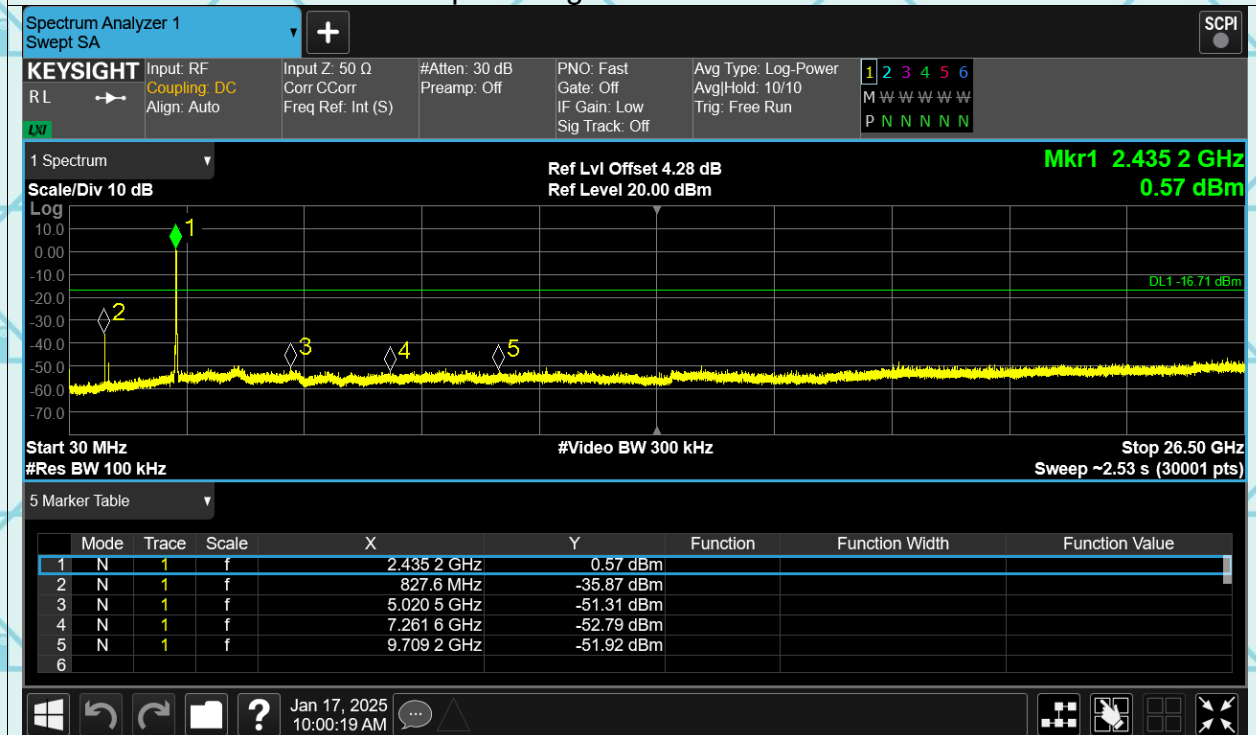 Spectrum Analyzer 1
Swept SA
+
SCPI
KEYSIGHT
RL
LXI
Input: RF
Coupling: DC
Align: Auto
Input Z: 50 Ω
Corr CCorr
Freq Ref: Int (S)
#Atten: 30 dB
Preamp: Off
PNO: Fast
Gate: Off
IF Gain: Low
Sig Track: Off
Avg Type: Log-Power
Avg|Hold: 10/10
Trig: Free Run
1 2 3 4 5 6
M W W W W W
P N N N N N
1 Spectrum
Scale/Div 10 dB
Ref Lvl Offset 4.28 dB
Ref Level 20.00 dBm
Mkr1 2.435 2 GHz
0.57 dBm
Log
10.0
0.00
-10.0
-20.0
-30.0
-40.0
-50.0
-60.0
-70.0
1
2
3
4
5
DL1 -16.71 dBm
Start 30 MHz
#Res BW 100 kHz
#Video BW 300 kHz
Stop 26.50 GHz
Sweep ~2.53 s (30001 pts)
5 Marker Table
Mode Trace Scale X Y Function Function Width Function Value
1 N 1 f 2.435 2 GHz 0.57 dBm
2 N 1 f 827.6 MHz -35.87 dBm
3 N 1 f 5.020 5 GHz -51.31 dBm
4 N 1 f 7.261 6 GHz -52.79 dBm
5 N 1 f 9.709 2 GHz -51.92 dBm
6
?
Jan 17, 2025
10:00:19 AM